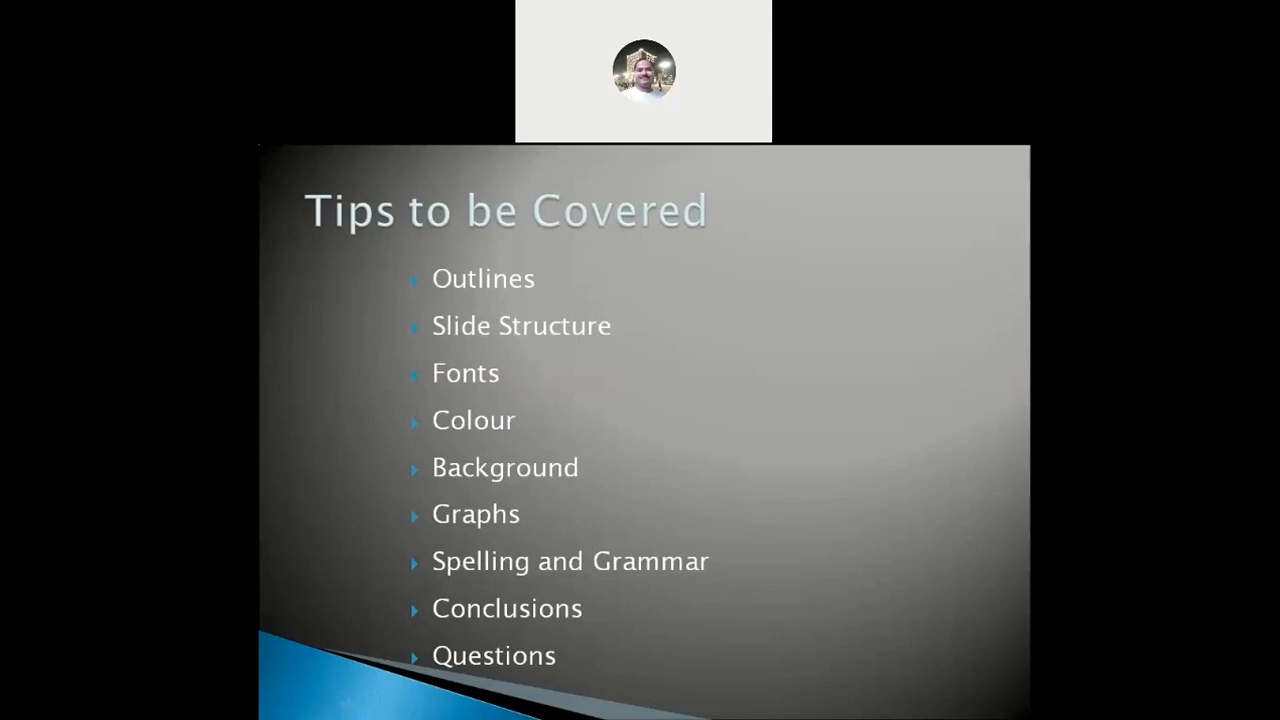 Tips to be Covered
Outlines
Slide Structure
Fonts
Colour
Background
Graphs
Spelling and Grammar
Conclusions
Questions